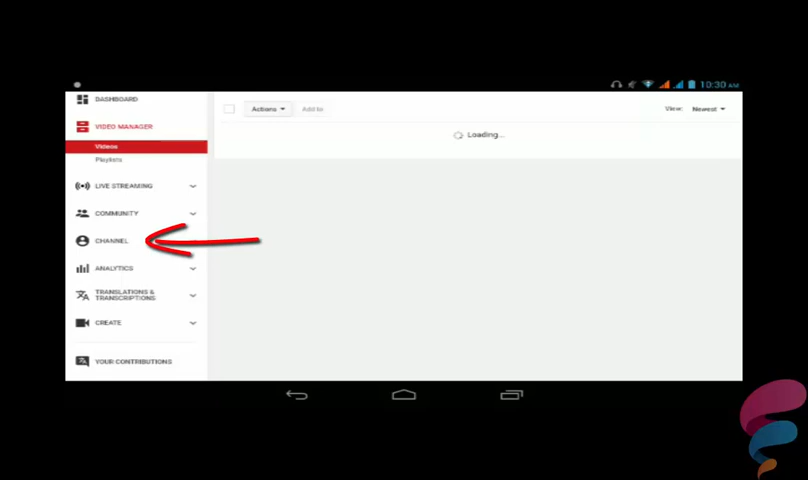 10:30 AM
DASHBOARD
Actions
Add to
View:
Newest
VIDEO MANAGER
Loading...
Videos
Playlists
LIVE STREAMING
COMMUNITY
CHANNEL
ANALYTICS
TRANSLATIONS &
TRANSCRIPTIONS
CREATE
YOUR CONTRIBUTIONS